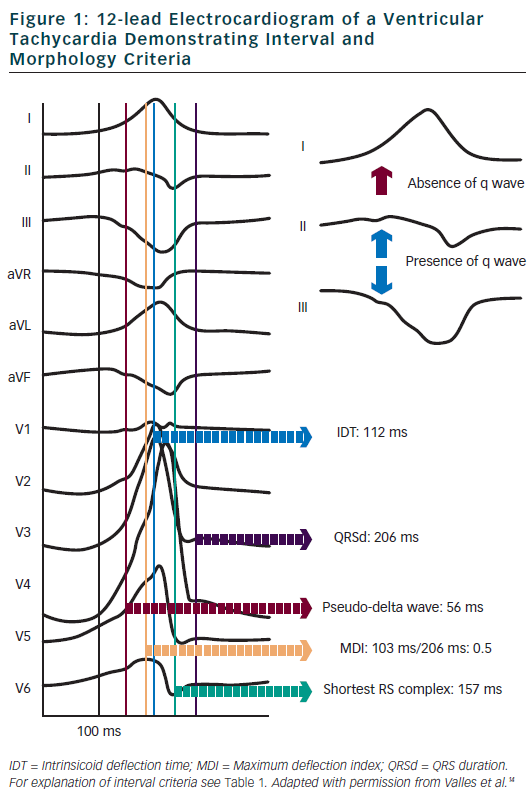 Figure 1: 12-lead Electrocardiogram of a Ventricular
Tachycardia Demonstrating Interval and
Morphology Criteria
I
II
III
aVR
aVL
aVF
V1
V2
V3
V4
V5
V6
100 ms
I
Absence of q wave
II
Presence of q wave
III
IDT: 112 ms
QRSd: 206 ms
Pseudo-delta wave: 56 ms
MDI: 103 ms/206 ms: 0.5
Shortest RS complex: 157 ms
IDT = Intrinsicoid deflection time; MDI = Maximum deflection index; QRSd = QRS duration.
For explanation of interval criteria see Table 1. Adapted with permission from Valles et al.¹⁴